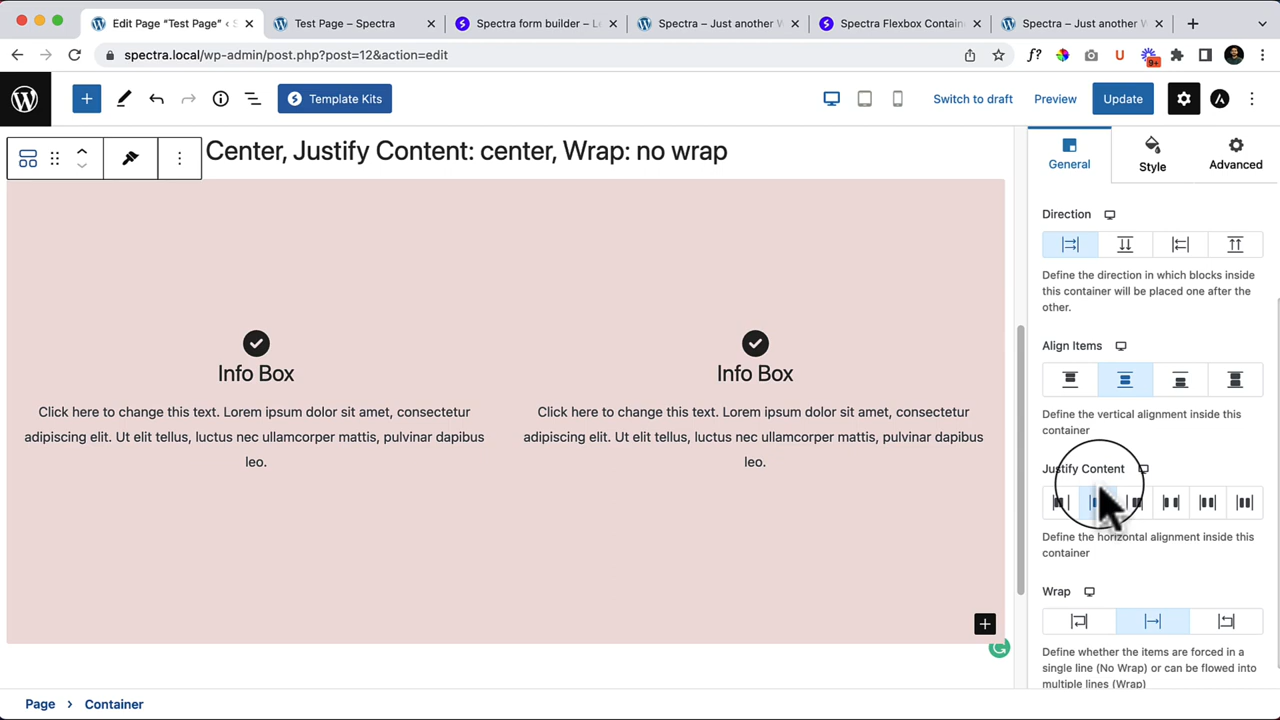 Edit Page “Test Page” ‹ S
Test Page – Spectra
Spectra form builder – Le
Spectra – Just another W
Spectra Flexbox Contain
Spectra – Just another W
spectra.local/wp-admin/post.php?post=12&action=edit
f?
U
9+
Template Kits
Switch to draft
Preview
Update
Center, Justify Content: center, Wrap: no wrap
General
Style
Advanced
Info Box
Click here to change this text. Lorem ipsum dolor sit amet, consectetur
adipiscing elit. Ut elit tellus, luctus nec ullamcorper mattis, pulvinar dapibus
leo.
Info Box
Click here to change this text. Lorem ipsum dolor sit amet, consectetur
adipiscing elit. Ut elit tellus, luctus nec ullamcorper mattis, pulvinar dapibus
leo.
Direction
Define the direction in which blocks inside
this container will be placed one after the
other.
Align Items
Define the vertical alignment inside this
container
Justify Content
Define the horizontal alignment inside this
container
Wrap
Define whether the items are forced in a
single line (No Wrap) or can be flowed into
multiple lines (Wrap)
Page
Container